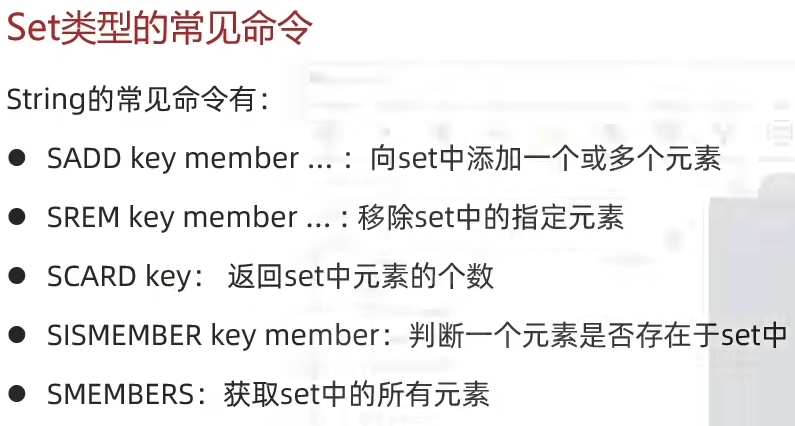 Set类型的常见命令
String的常见命令有：
● SADD key member ... ： 向set中添加一个或多个元素
● SREM key member ... : 移除set中的指定元素
● SCARD key： 返回set中元素的个数
● SISMEMBER key member：判断一个元素是否存在于set中
● SMEMBERS：获取set中的所有元素